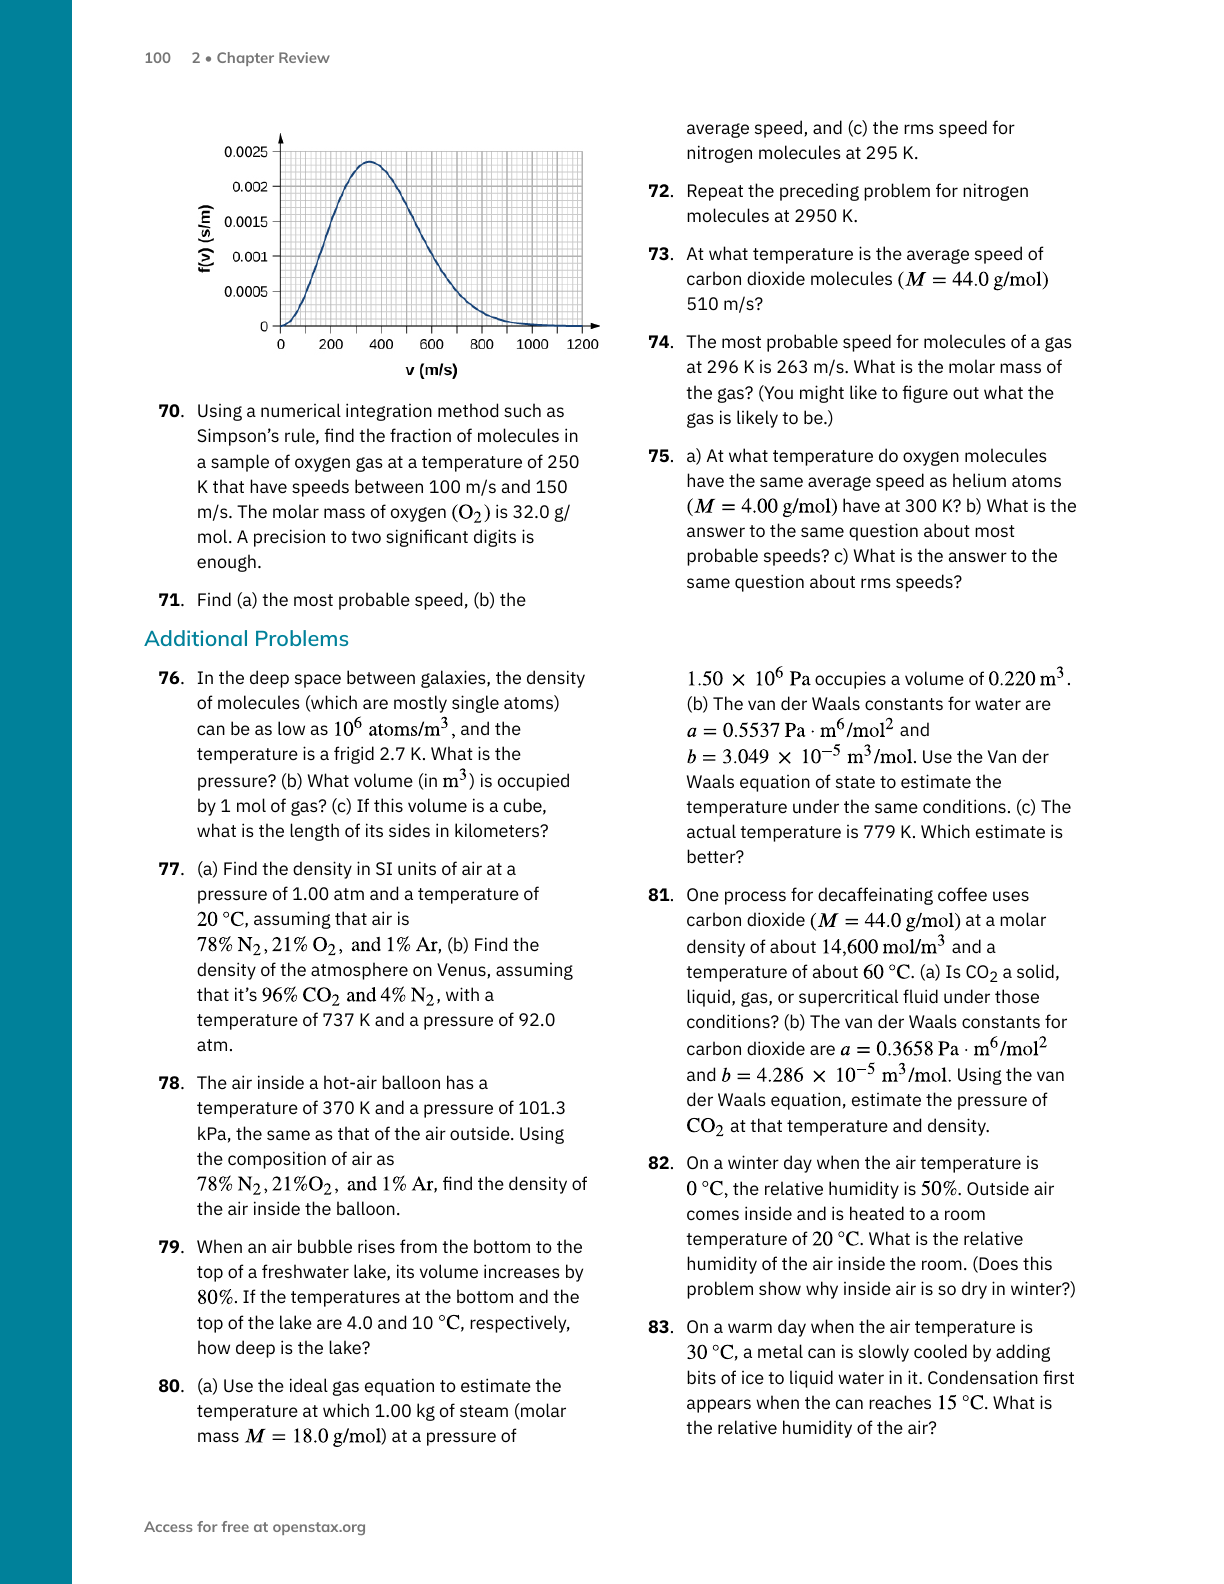 100 2 • Chapter Review
0.0025
0.002
0.0015
0.001
0.0005
0
f(v) (s/m)
0 200 400 600 800 1000 1200
v (m/s)
70. Using a numerical integration method such as
Simpson’s rule, find the fraction of molecules in
a sample of oxygen gas at a temperature of 250
K that have speeds between 100 m/s and 150
m/s. The molar mass of oxygen (O₂) is 32.0 g/
mol. A precision to two significant digits is
enough.
71. Find (a) the most probable speed, (b) the
average speed, and (c) the rms speed for
nitrogen molecules at 295 K.
72. Repeat the preceding problem for nitrogen
molecules at 2950 K.
73. At what temperature is the average speed of
carbon dioxide molecules (M = 44.0 g/mol)
510 m/s?
74. The most probable speed for molecules of a gas
at 296 K is 263 m/s. What is the molar mass of
the gas? (You might like to figure out what the
gas is likely to be.)
75. a) At what temperature do oxygen molecules
have the same average speed as helium atoms
(M = 4.00 g/mol) have at 300 K? b) What is the
answer to the same question about most
probable speeds? c) What is the answer to the
same question about rms speeds?
Additional Problems
76. In the deep space between galaxies, the density
of molecules (which are mostly single atoms)
can be as low as 10⁶ atoms/m³, and the
temperature is a frigid 2.7 K. What is the
pressure? (b) What volume (in m³) is occupied
by 1 mol of gas? (c) If this volume is a cube,
what is the length of its sides in kilometers?
77. (a) Find the density in SI units of air at a
pressure of 1.00 atm and a temperature of
20 °C, assuming that air is
78% N₂, 21% O₂, and 1% Ar, (b) Find the
density of the atmosphere on Venus, assuming
that it’s 96% CO₂ and 4% N₂, with a
temperature of 737 K and a pressure of 92.0
atm.
78. The air inside a hot-air balloon has a
temperature of 370 K and a pressure of 101.3
kPa, the same as that of the air outside. Using
the composition of air as
78% N₂, 21%O₂, and 1% Ar, find the density of
the air inside the balloon.
79. When an air bubble rises from the bottom to the
top of a freshwater lake, its volume increases by
80%. If the temperatures at the bottom and the
top of the lake are 4.0 and 10 °C, respectively,
how deep is the lake?
80. (a) Use the ideal gas equation to estimate the
temperature at which 1.00 kg of steam (molar
mass M = 18.0 g/mol) at a pressure of
1.50 × 10⁶ Pa occupies a volume of 0.220 m³.
(b) The van der Waals constants for water are
a = 0.5537 Pa · m⁶/mol² and
b = 3.049 × 10⁻⁵ m³/mol. Use the Van der
Waals equation of state to estimate the
temperature under the same conditions. (c) The
actual temperature is 779 K. Which estimate is
better?
81. One process for decaffeinating coffee uses
carbon dioxide (M = 44.0 g/mol) at a molar
density of about 14,600 mol/m³ and a
temperature of about 60 °C. (a) Is CO₂ a solid,
liquid, gas, or supercritical fluid under those
conditions? (b) The van der Waals constants for
carbon dioxide are a = 0.3658 Pa · m⁶/mol²
and b = 4.286 × 10⁻⁵ m³/mol. Using the van
der Waals equation, estimate the pressure of
CO₂ at that temperature and density.
82. On a winter day when the air temperature is
0 °C, the relative humidity is 50%. Outside air
comes inside and is heated to a room
temperature of 20 °C. What is the relative
humidity of the air inside the room. (Does this
problem show why inside air is so dry in winter?)
83. On a warm day when the air temperature is
30 °C, a metal can is slowly cooled by adding
bits of ice to liquid water in it. Condensation first
appears when the can reaches 15 °C. What is
the relative humidity of the air?
Access for free at openstax.org